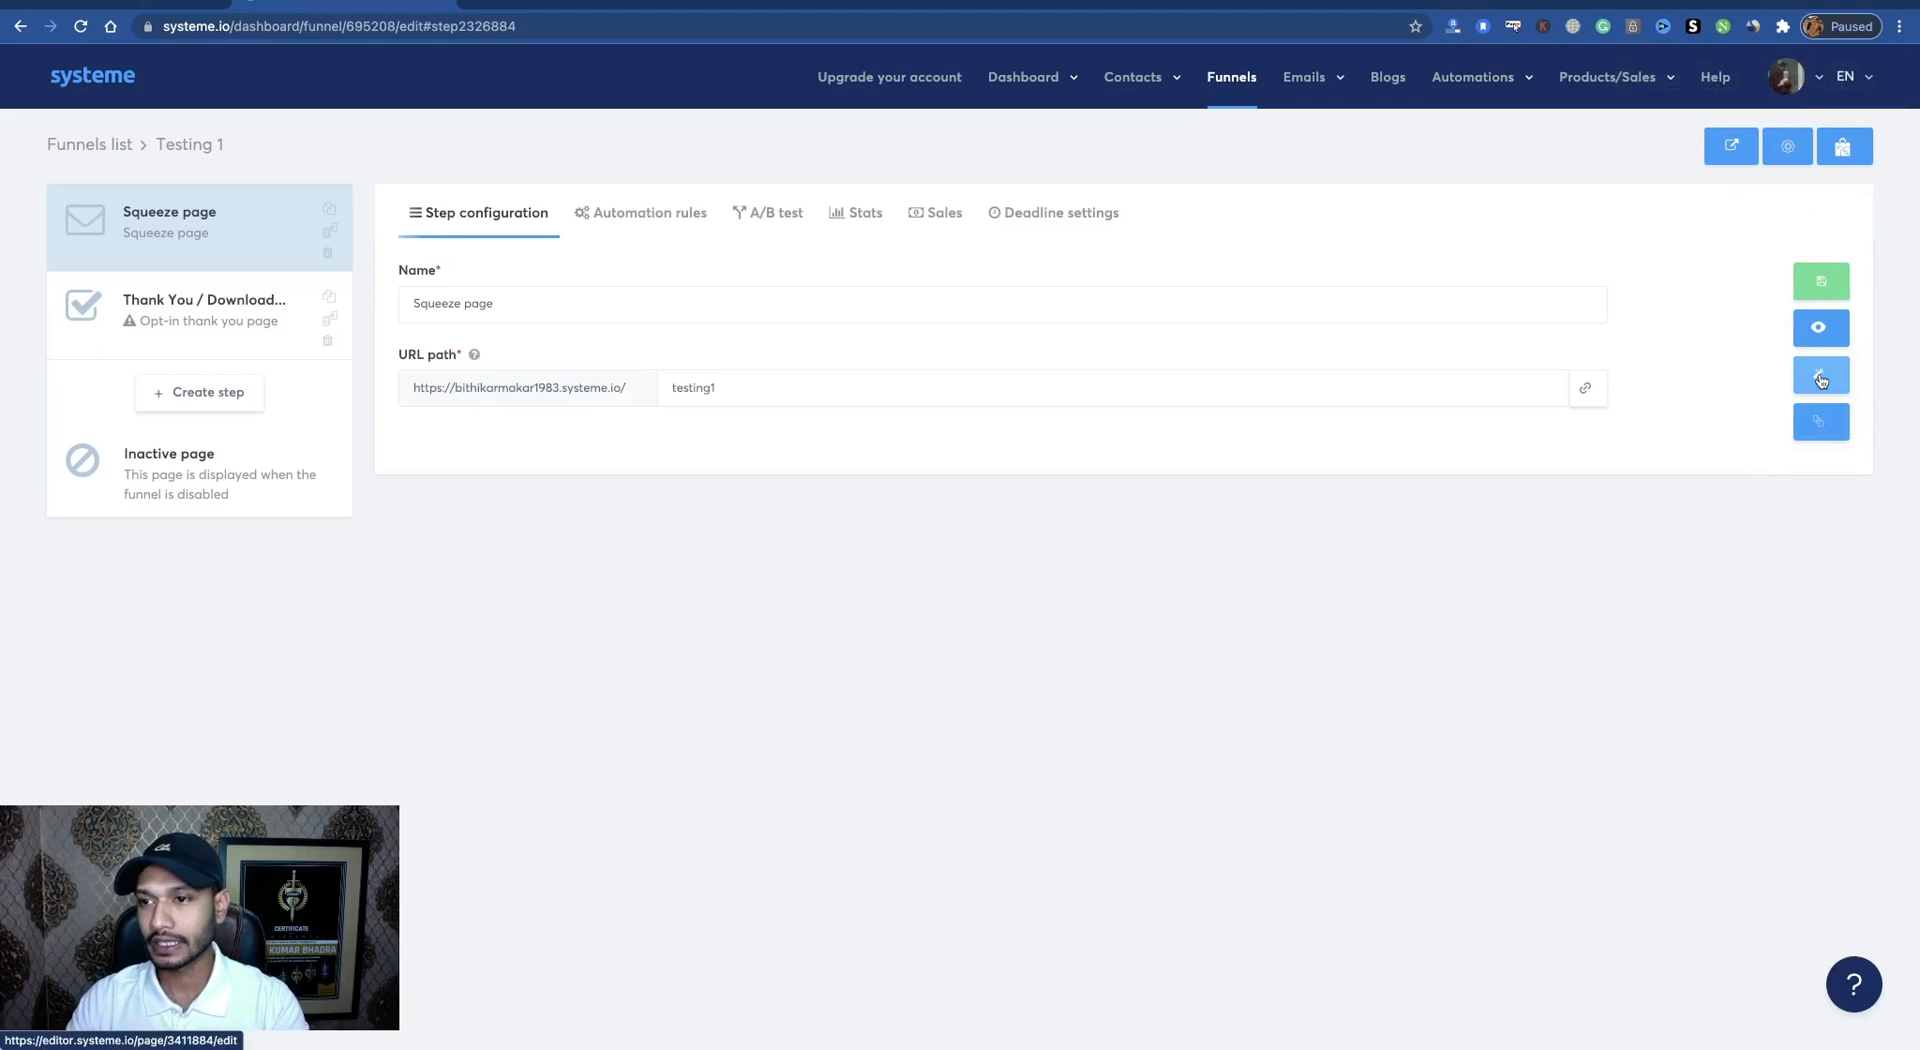 systeme.io/dashboard/funnel/695208/edit#step2326884
Paused
systeme
Upgrade your account
Dashboard
Contacts
Funnels
Emails
Blogs
Automations
Products/Sales
Help
EN
Funnels list > Testing 1
Squeeze page
Squeeze page
Thank You / Download...
Opt-in thank you page
+ Create step
Inactive page
This page is displayed when the
funnel is disabled
Step configuration
Automation rules
A/B test
Stats
Sales
Deadline settings
Name*
Squeeze page
URL path* ?
https://bithikarmakar1983.systeme.io/
testing1
CERTIFICATE
KUMAR BHADRA
?
https://editor.systeme.io/page/3411884/edit